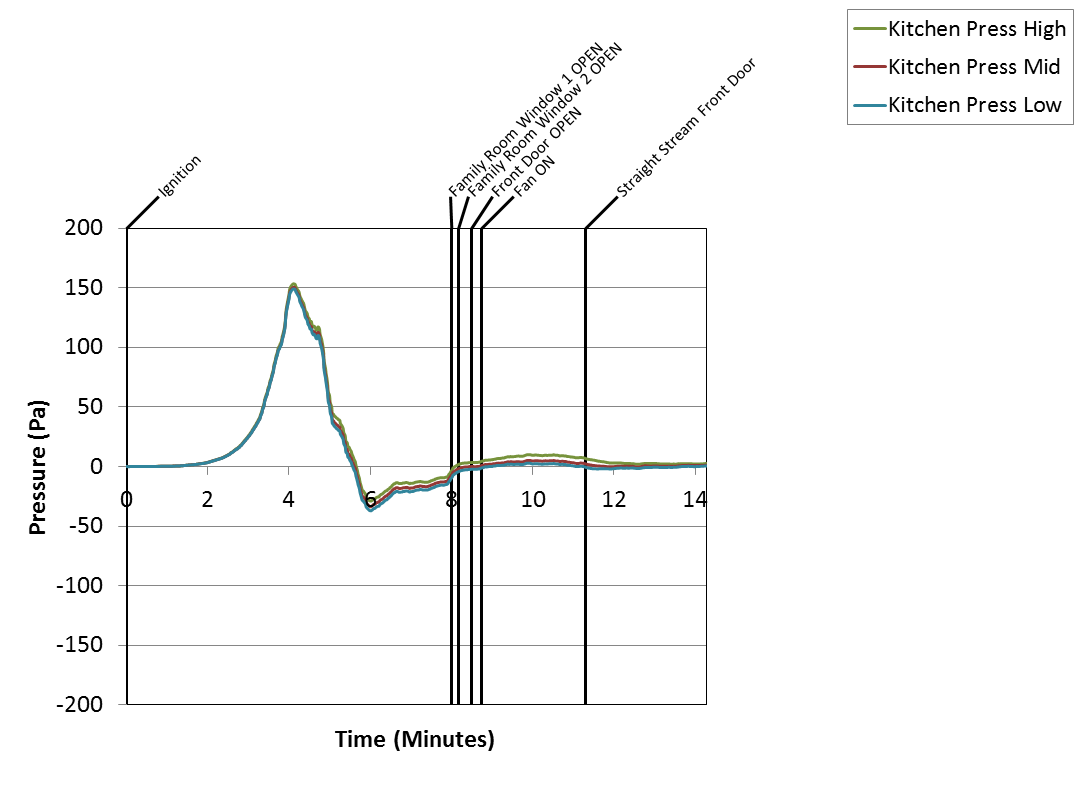 Kitchen Press High
Kitchen Press Mid
Kitchen Press Low
Ignition
Family Room Window 1 OPEN
Family Room Window 2 OPEN
Front Door OPEN
Fan ON
Straight Stream Front Door
200
150
100
50
0
-50
-100
-150
-200
0 2 4 6 8 10 12 14
Pressure (Pa)
Time (Minutes)